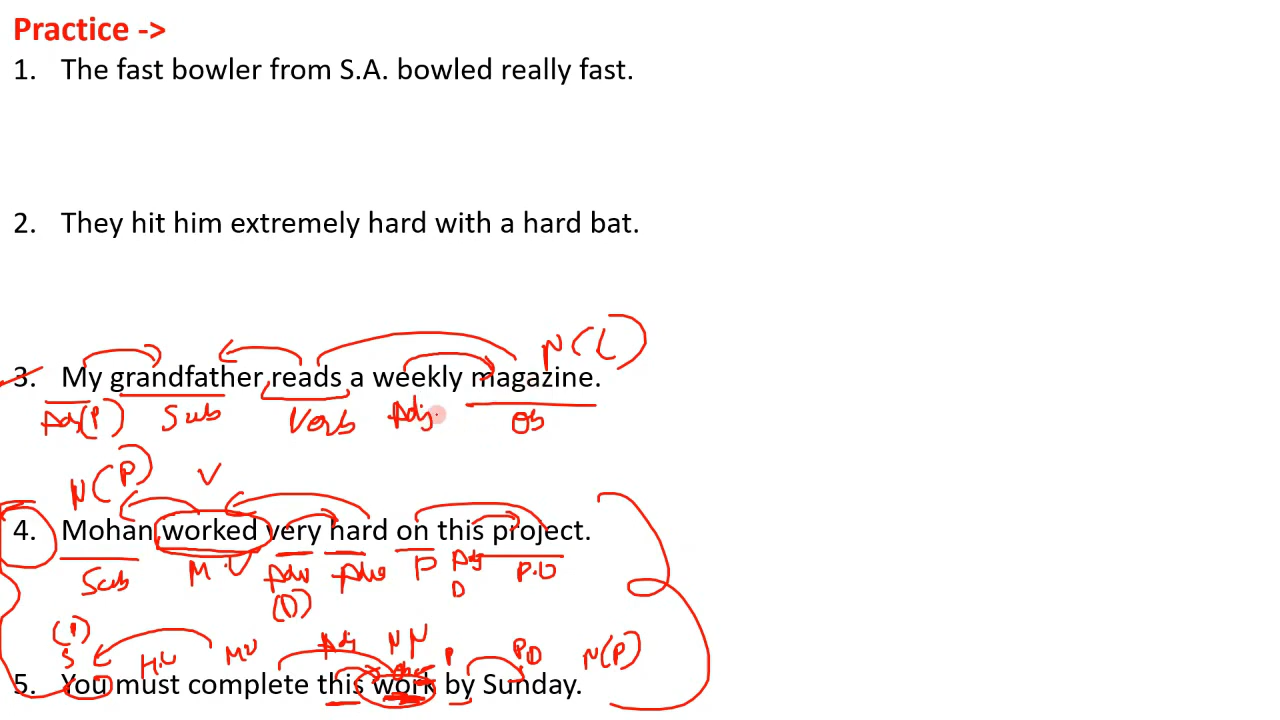 Practice ->
1. The fast bowler from S.A. bowled really fast.
2. They hit him extremely hard with a hard bat.
N(C)
3. My grandfather reads a weekly magazine.
Adj(P) Sub Verb Adj. Ob
N(P) V
4. Mohan worked very hard on this project.
Sub M.V Adv Adv P Adj P.O
(D) D
(P)
S H.V MV Adj N N P PO N(P)
5. You must complete this work by Sunday.